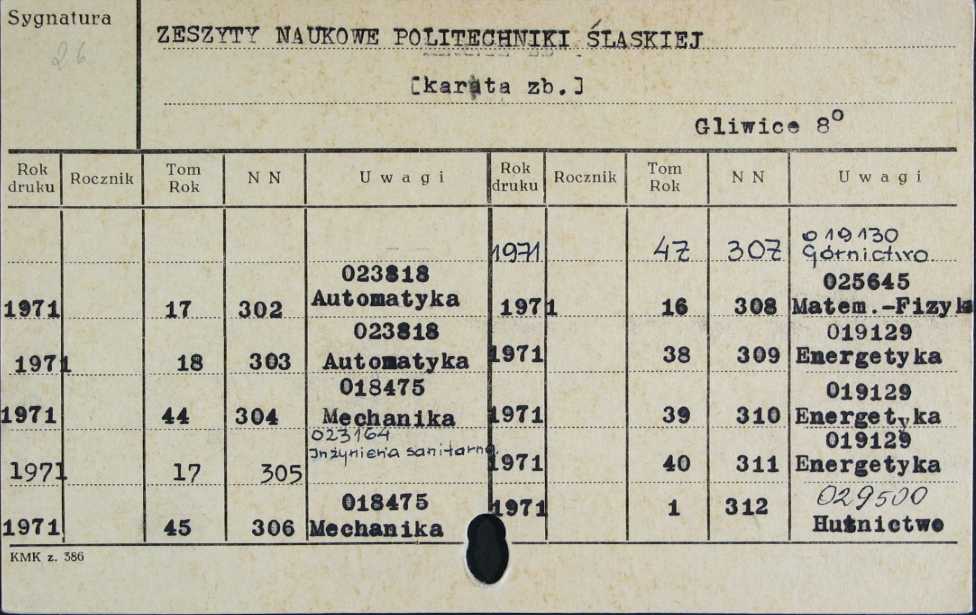 Sygnatura
26
ZESZYTY NAUKOWE POLITECHNIKI ŚLASKIEJ
[karata zb.]
Gliwice 8°
Rok druku Rocznik Tom Rok N N Uwagi Rok druku Rocznik Tom Rok N N Uwagi
1971 47 307 019130 Górnictwo
1971 17 302 023818 Automatyka 1971 16 308 025645 Matem.-Fizyka
1971 18 303 023818 Automatyka 1971 38 309 019129 Energetyka
1971 44 304 018475 Mechanika 1971 39 310 019129 Energetyka
1971 17 305 023164 Inżynieria sanitarna. 1971 40 311 019129 Energetyka
1971 45 306 018475 Mechanika 1971 1 312 029500 Hutnictwo
KMK z. 386